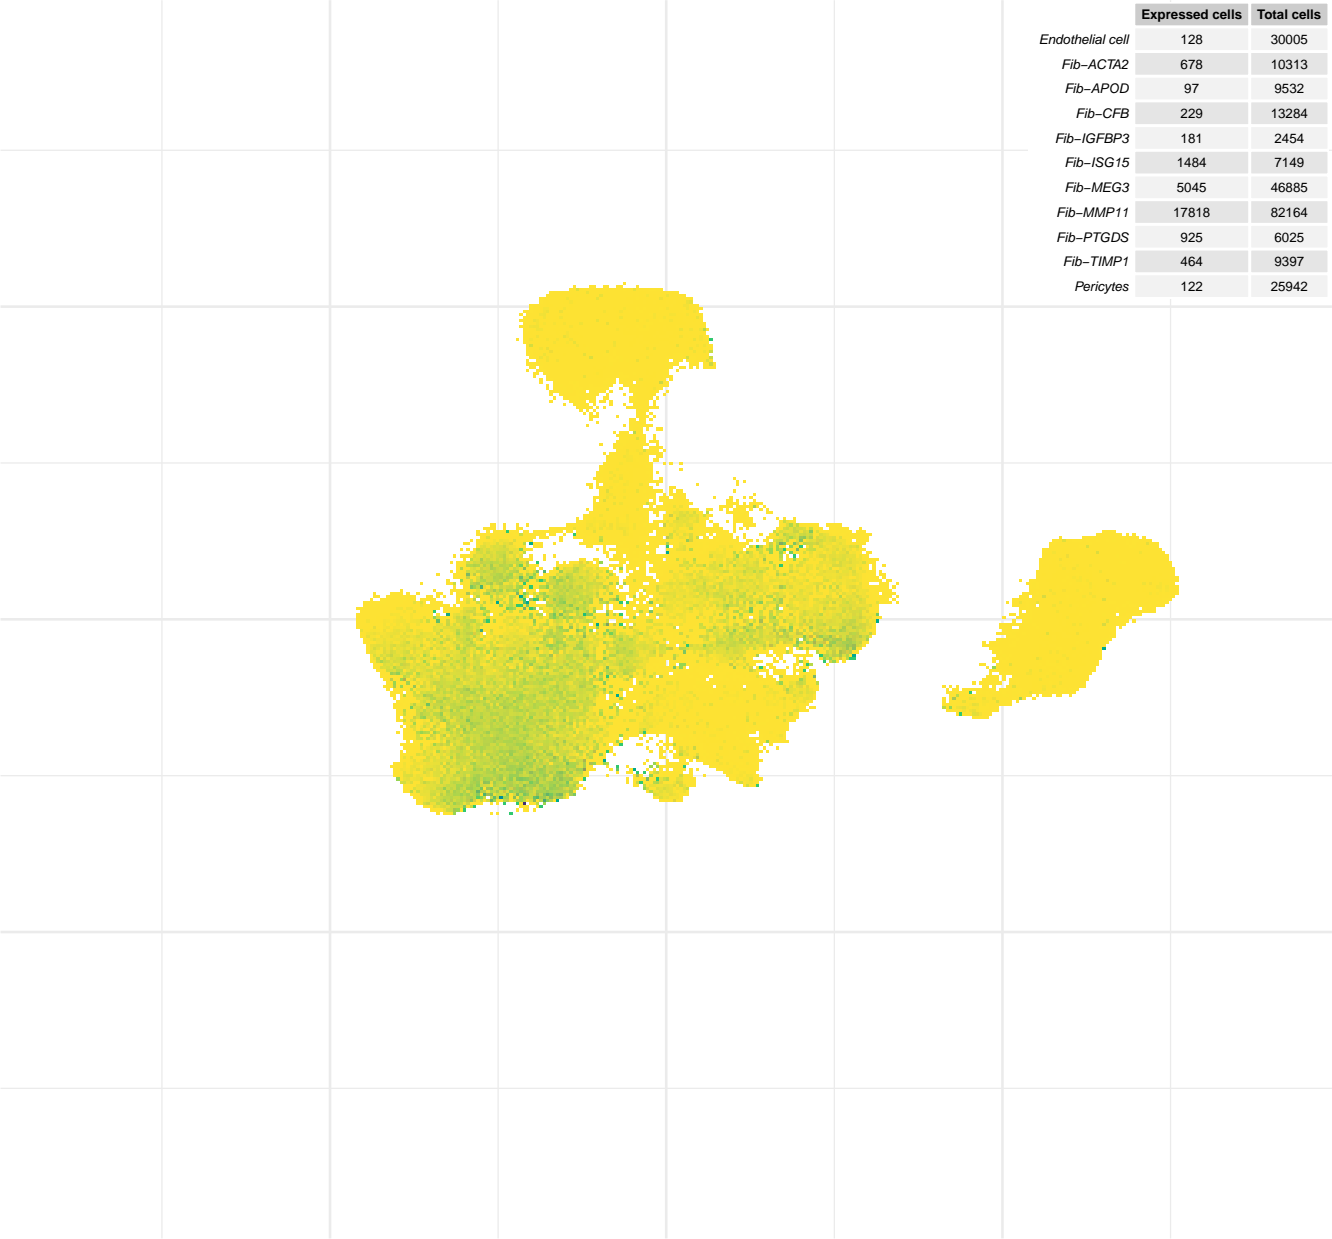 Expressed cells Total cells
Endothelial cell 128 30005
Fib−ACTA2 678 10313
Fib−APOD 97 9532
Fib−CFB 229 13284
Fib−IGFBP3 181 2454
Fib−ISG15 1484 7149
Fib−MEG3 5045 46885
Fib−MMP11 17818 82164
Fib−PTGDS 925 6025
Fib−TIMP1 464 9397
Pericytes 122 25942